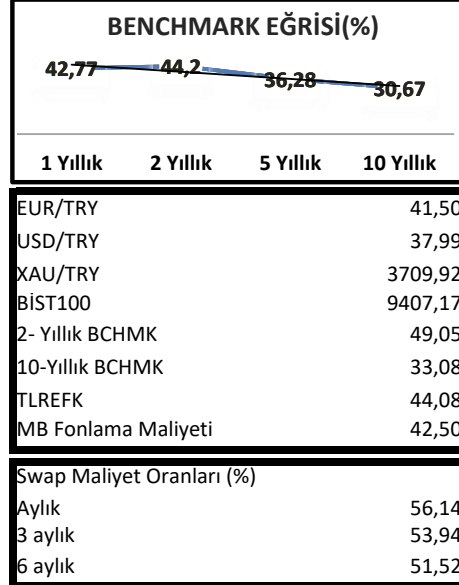 BENCHMARK EĞRİSİ(%)
42,77 44,2 36,28 30,67
1 Yıllık 2 Yıllık 5 Yıllık 10 Yıllık
EUR/TRY 41,50
USD/TRY 37,99
XAU/TRY 3709,92
BİST100 9407,17
2- Yıllık BCHMK 49,05
10-Yıllık BCHMK 33,08
TLREFK 44,08
MB Fonlama Maliyeti 42,50
Swap Maliyet Oranları (%)
Aylık 56,14
3 aylık 53,94
6 aylık 51,52